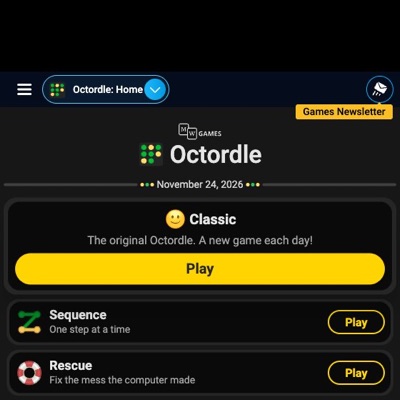 Octordle: Home
Games Newsletter
M W GAMES
Octordle
November 24, 2026
Classic
The original Octordle. A new game each day!
Play
Sequence
One step at a time
Play
Rescue
Fix the mess the computer made
Play